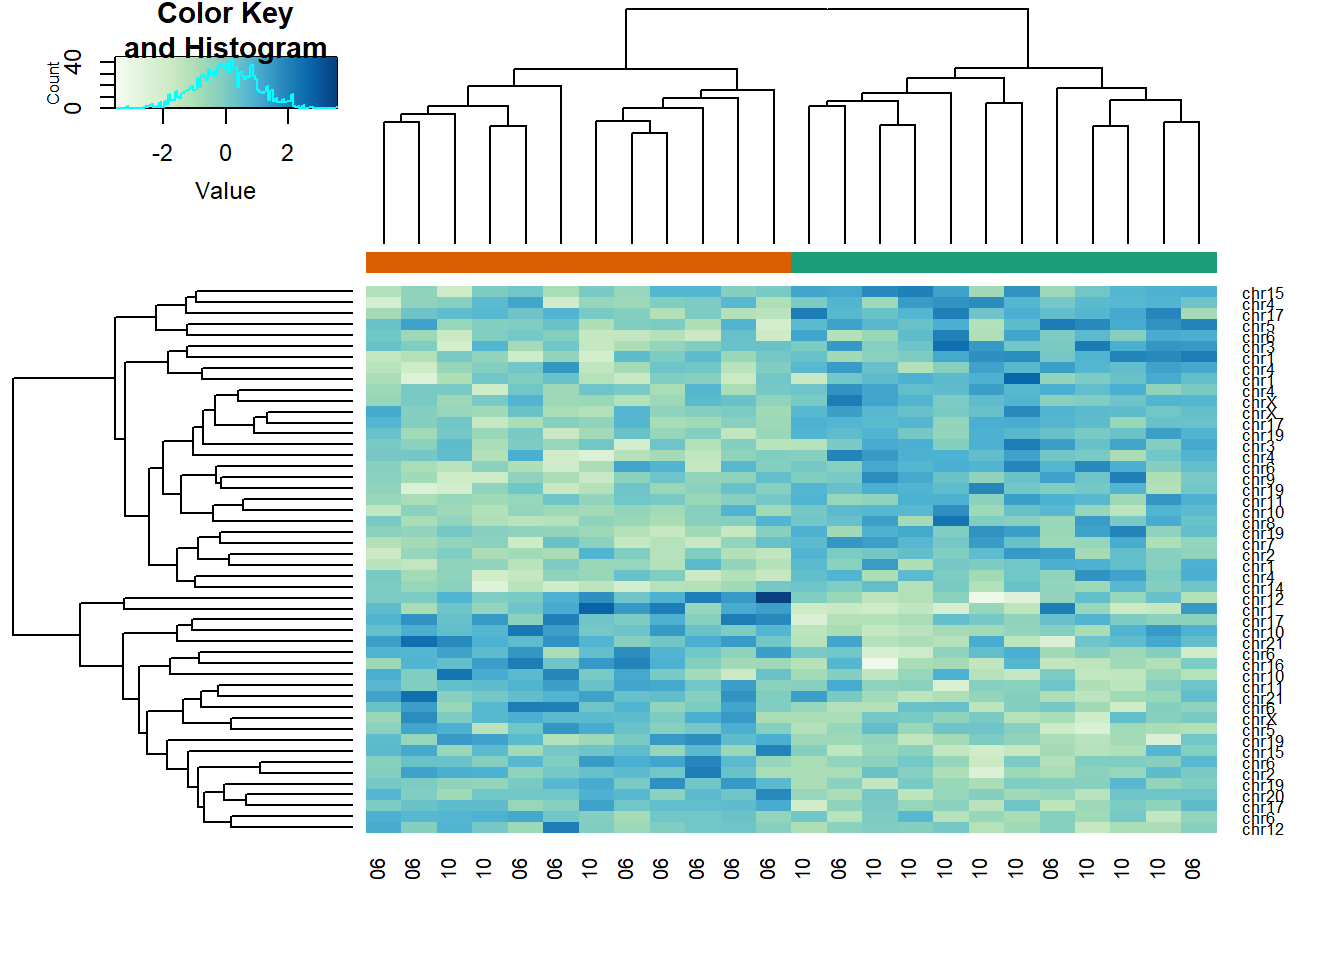 Color Key
and Histogram
Count
0
40
-2 0 2
Value
chr15
chr4
chr17
chr5
chr6
chr3
chr1
chr4
chr1
chr4
chrX
chrX
chr17
chr19
chr3
chr4
chr6
chr9
chr19
chr11
chr10
chr8
chr19
chr7
chr2
chr1
chr4
chr14
chr12
chr12
chr17
chr10
chr21
chr6
chr16
chr10
chr11
chr21
chr6
chrX
chr5
chr19
chr15
chr6
chr2
chr19
chr20
chr17
chr6
chr12
06 06 10 10 06 06 10 06 06 06 06 06 10 06 10 10 10 10 10 06 10 10 10 06